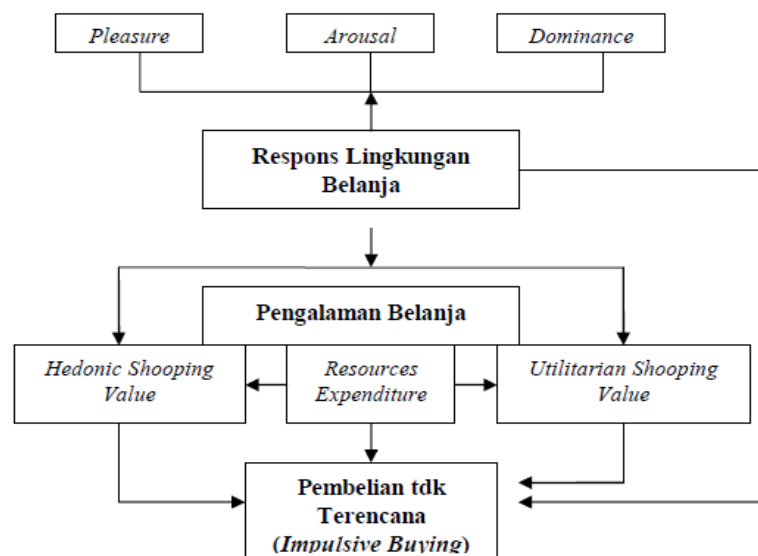 Pleasure
Arousal
Dominance
Respons Lingkungan
Belanja
Pengalaman Belanja
Hedonic Shooping
Value
Resources
Expenditure
Utilitarian Shooping
Value
Pembelian tdk
Terencana
(Impulsive Buying)